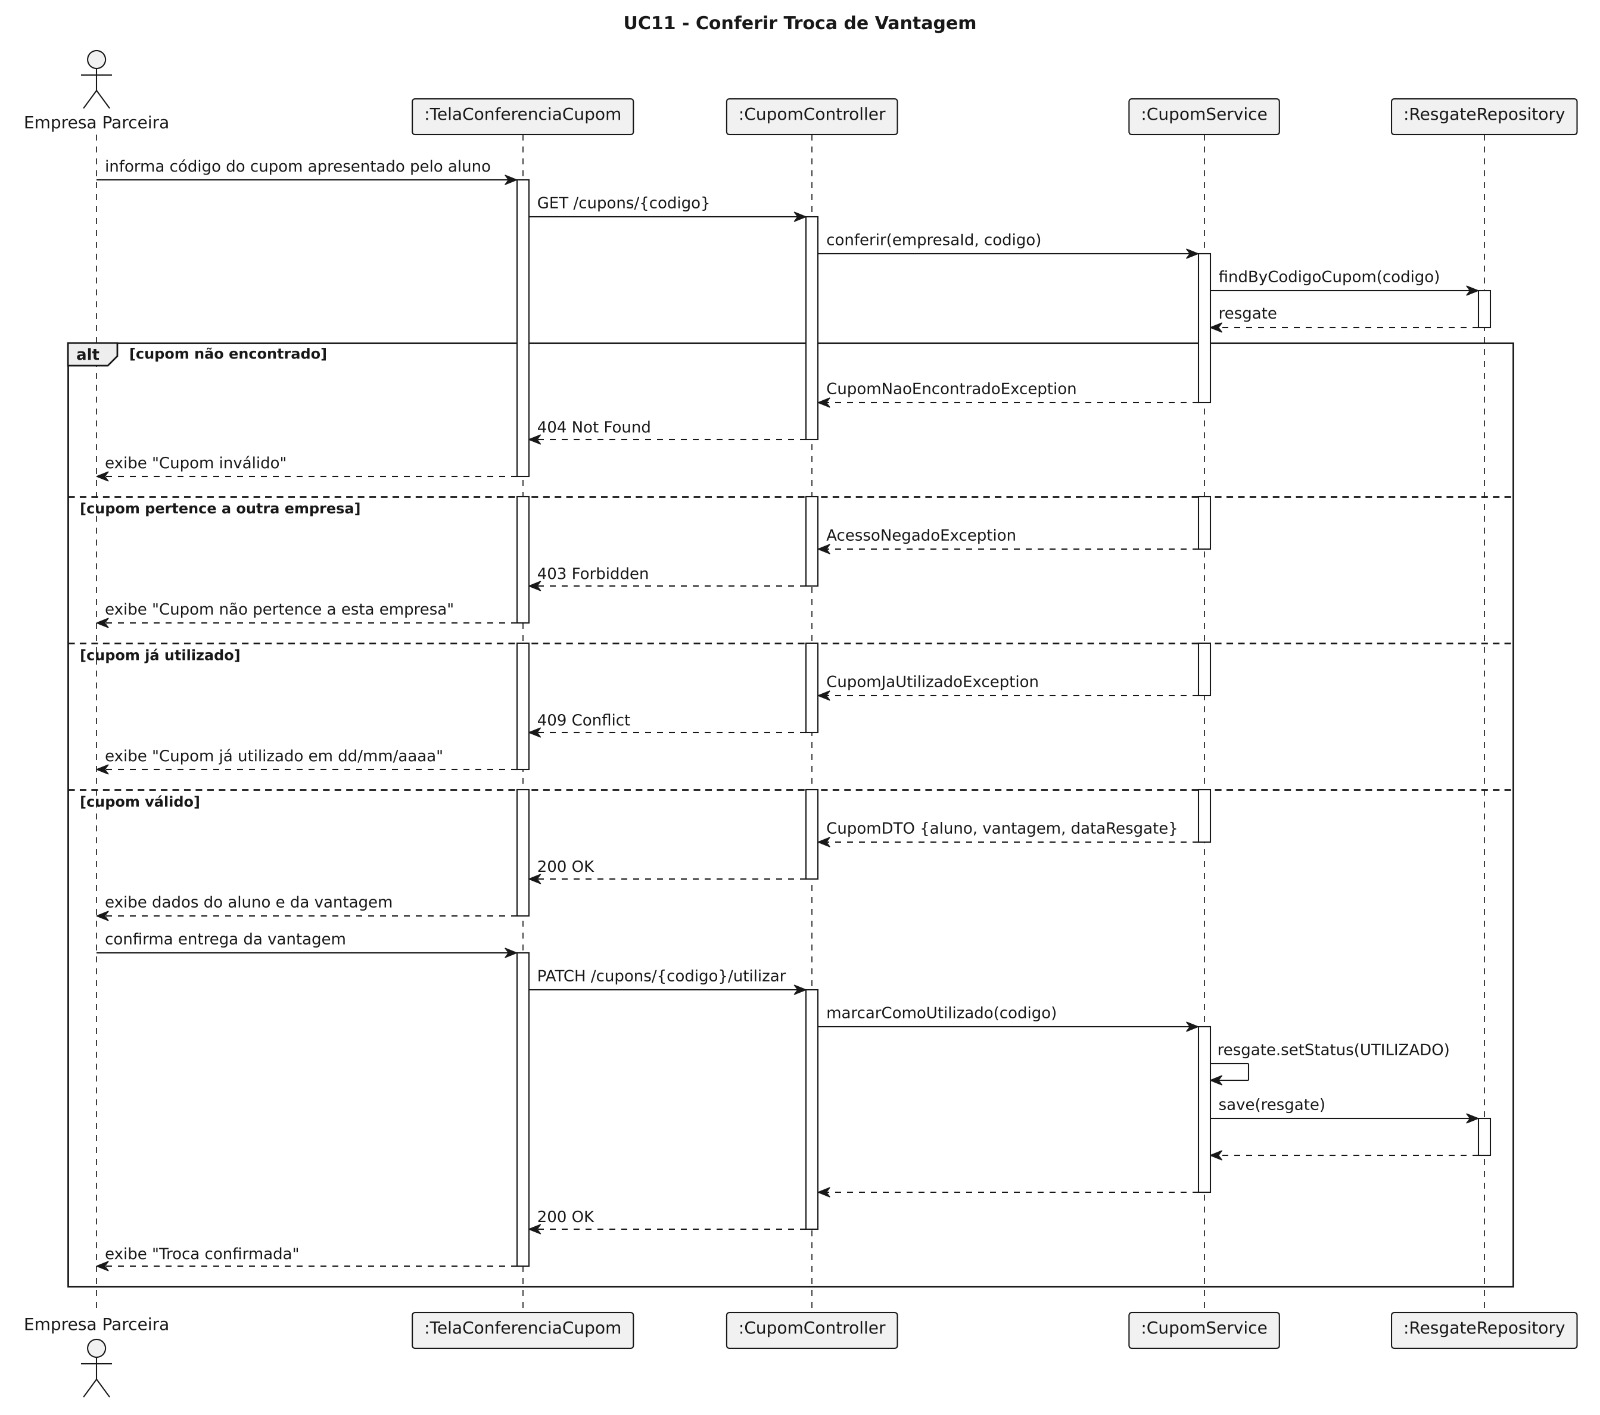 UC11 - Conferir Troca de Vantagem
Empresa Parceira
:TelaConferenciaCupom
:CupomController
:CupomService
:ResgateRepository
informa código do cupom apresentado pelo aluno
GET /cupons/{codigo}
conferir(empresaId, codigo)
findByCodigoCupom(codigo)
resgate
alt
[cupom não encontrado]
CupomNaoEncontradoException
404 Not Found
exibe "Cupom inválido"
[cupom pertence a outra empresa]
AcessoNegadoException
403 Forbidden
exibe "Cupom não pertence a esta empresa"
[cupom já utilizado]
CupomJaUtilizadoException
409 Conflict
exibe "Cupom já utilizado em dd/mm/aaaa"
[cupom válido]
CupomDTO {aluno, vantagem, dataResgate}
200 OK
exibe dados do aluno e da vantagem
confirma entrega da vantagem
PATCH /cupons/{codigo}/utilizar
marcarComoUtilizado(codigo)
resgate.setStatus(UTILIZADO)
save(resgate)
200 OK
exibe "Troca confirmada"
Empresa Parceira
:TelaConferenciaCupom
:CupomController
:CupomService
:ResgateRepository